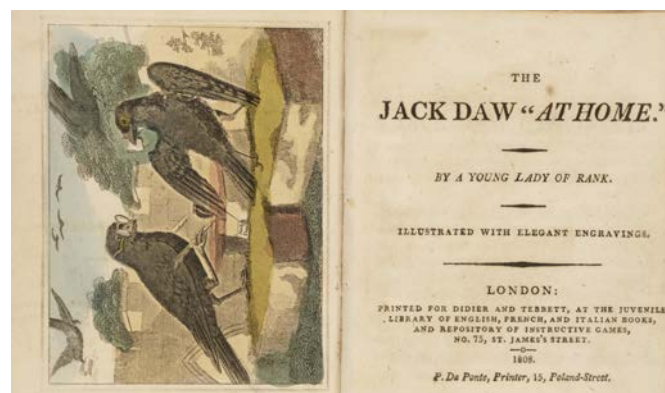 THE
JACK DAW "AT HOME."
BY A YOUNG LADY OF RANK.
ILLUSTRATED WITH ELEGANT ENGRAVINGS.
LONDON:
PRINTED FOR DIDIER AND TEBBETT, AT THE JUVENILE
LIBRARY OF ENGLISH, FRENCH, AND ITALIAN BOOKS,
AND REPOSITORY OF INSTRUCTIVE GAMES,
NO. 75, ST. JAMES'S STREET.
1808.
P. Da Ponte, Printer, 15, Poland-Street.